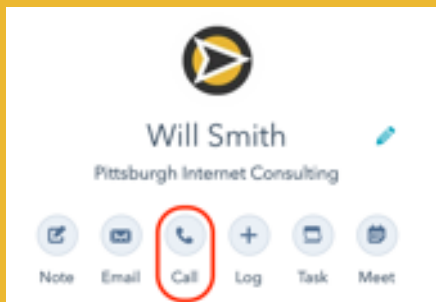 Will Smith
Pittsburgh Internet Consulting
Note Email Call Log Task Meet